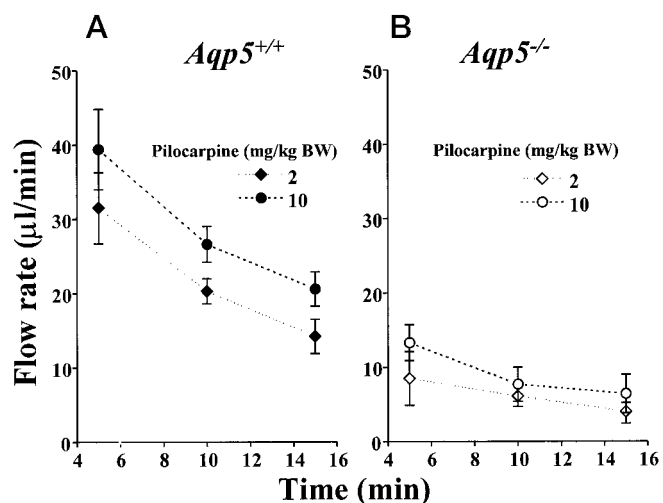 A
B
Aqp5+/+
Aqp5-/-
50
40
30
20
10
0
Flow rate (µl/min)
Pilocarpine (mg/kg BW)
2
10
4 6 8 10 12 14 16
50
40
30
20
10
0
Pilocarpine (mg/kg BW)
2
10
4 6 8 10 12 14 16
Time (min)